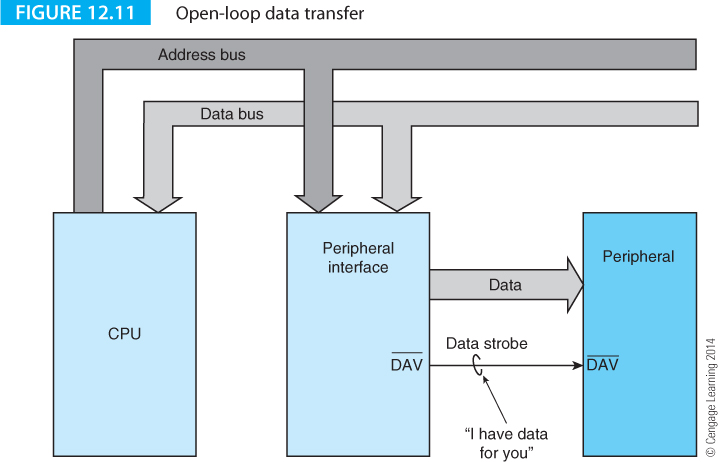 FIGURE 12.11 Open-loop data transfer
Address bus
Data bus
Peripheral
interface
Peripheral
Data
CPU
Data strobe
DAV
DAV
"I have data
for you"
© Cengage Learning 2014